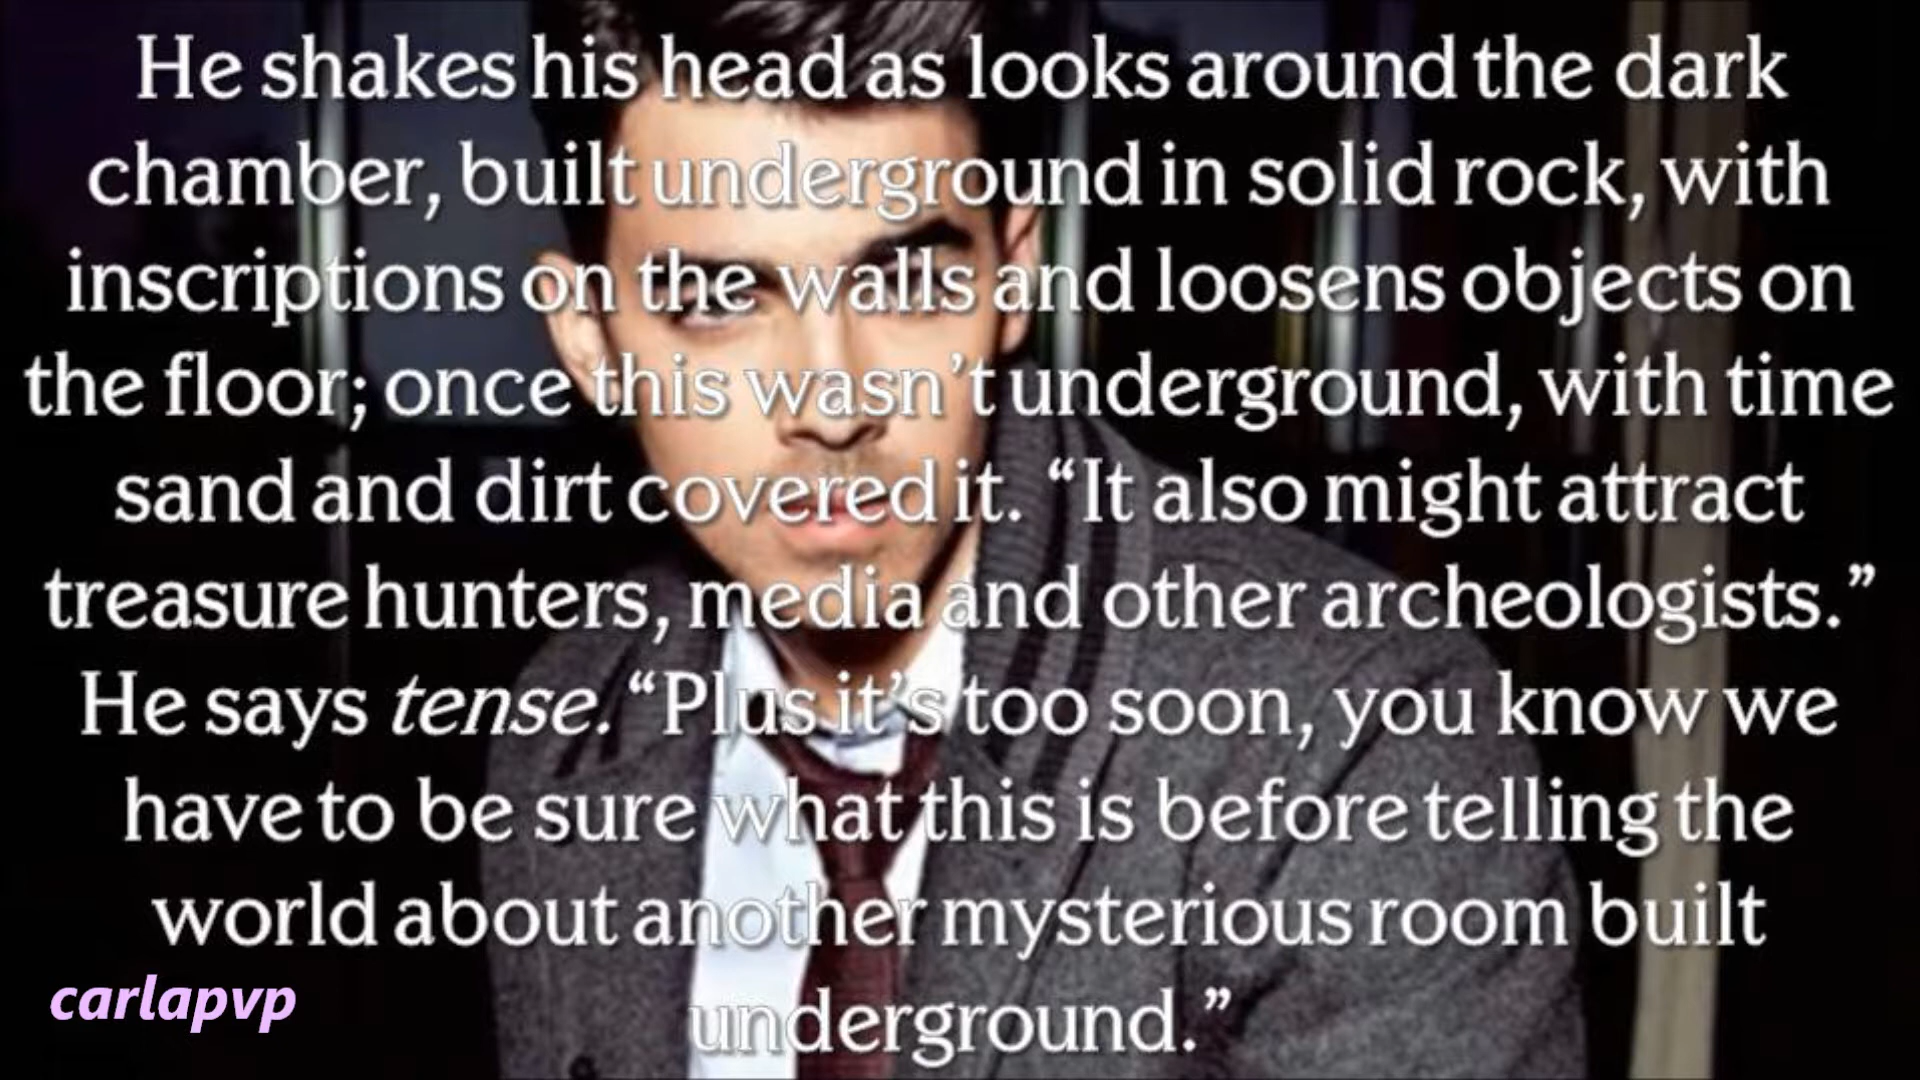 He shakes his head as looks around the dark
chamber, built underground in solid rock, with
inscriptions on the walls and loosens objects on
the floor; once this wasn’t underground, with time
sand and dirt covered it. “It also might attract
treasure hunters, media and other archeologists.”
He says tense. “Plus it’s too soon, you know we
have to be sure what this is before telling the
world about another mysterious room built
underground.”
carlapvp